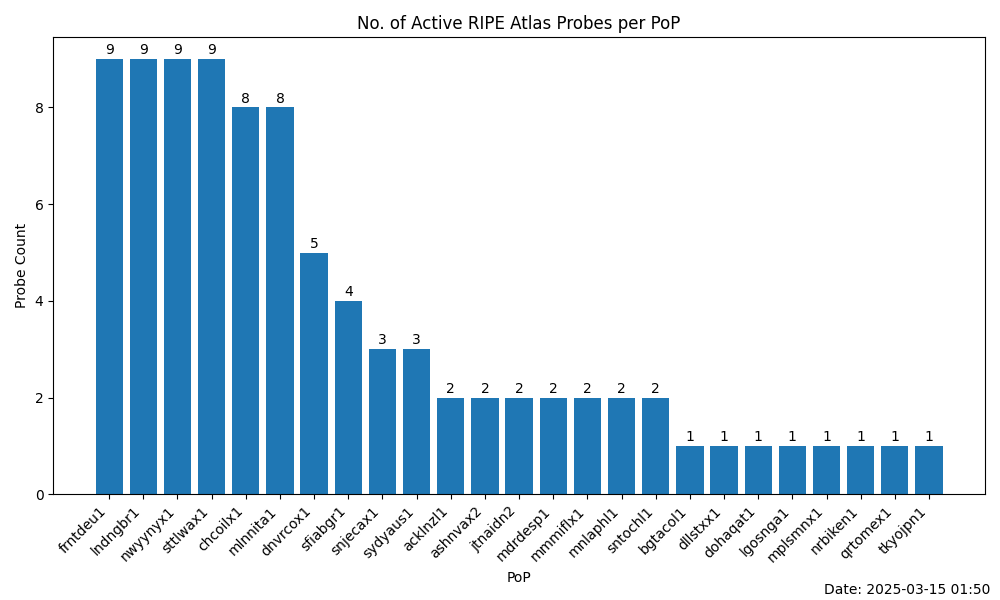 No. of Active RIPE Atlas Probes per PoP
9 9 9 9 8 8 5 4 3 3 2 2 2 2 2 2 2 1 1 1 1 1 1 1 1
Probe Count
8
6
4
2
0
frntdeu1 lndngbr1 nwyynyx1 sttlwax1 chcoilx1 mlnnita1 dnvrcox1 sfiabgr1 snjecax1 sydyaus1 acklnzl1 ashnvax2 jtnaidn2 mdrdesp1 mmmiflx1 mnlaphl1 sntochl1 bgtacol1 dllstxx1 dohaqat1 lgosnga1 mplsmnx1 nrbiken1 qrtomex1 tkyojpn1
PoP
Date: 2025-03-15 01:50